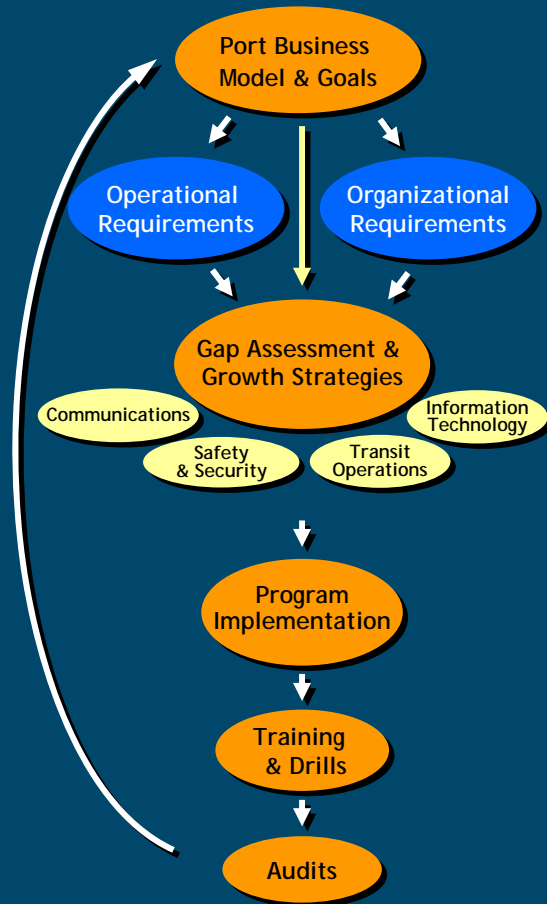 Port Business
Model & Goals
Operational
Requirements
Organizational
Requirements
Gap Assessment &
Growth Strategies
Communications
Information
Technology
Safety
& Security
Transit
Operations
Program
Implementation
Training
& Drills
Audits